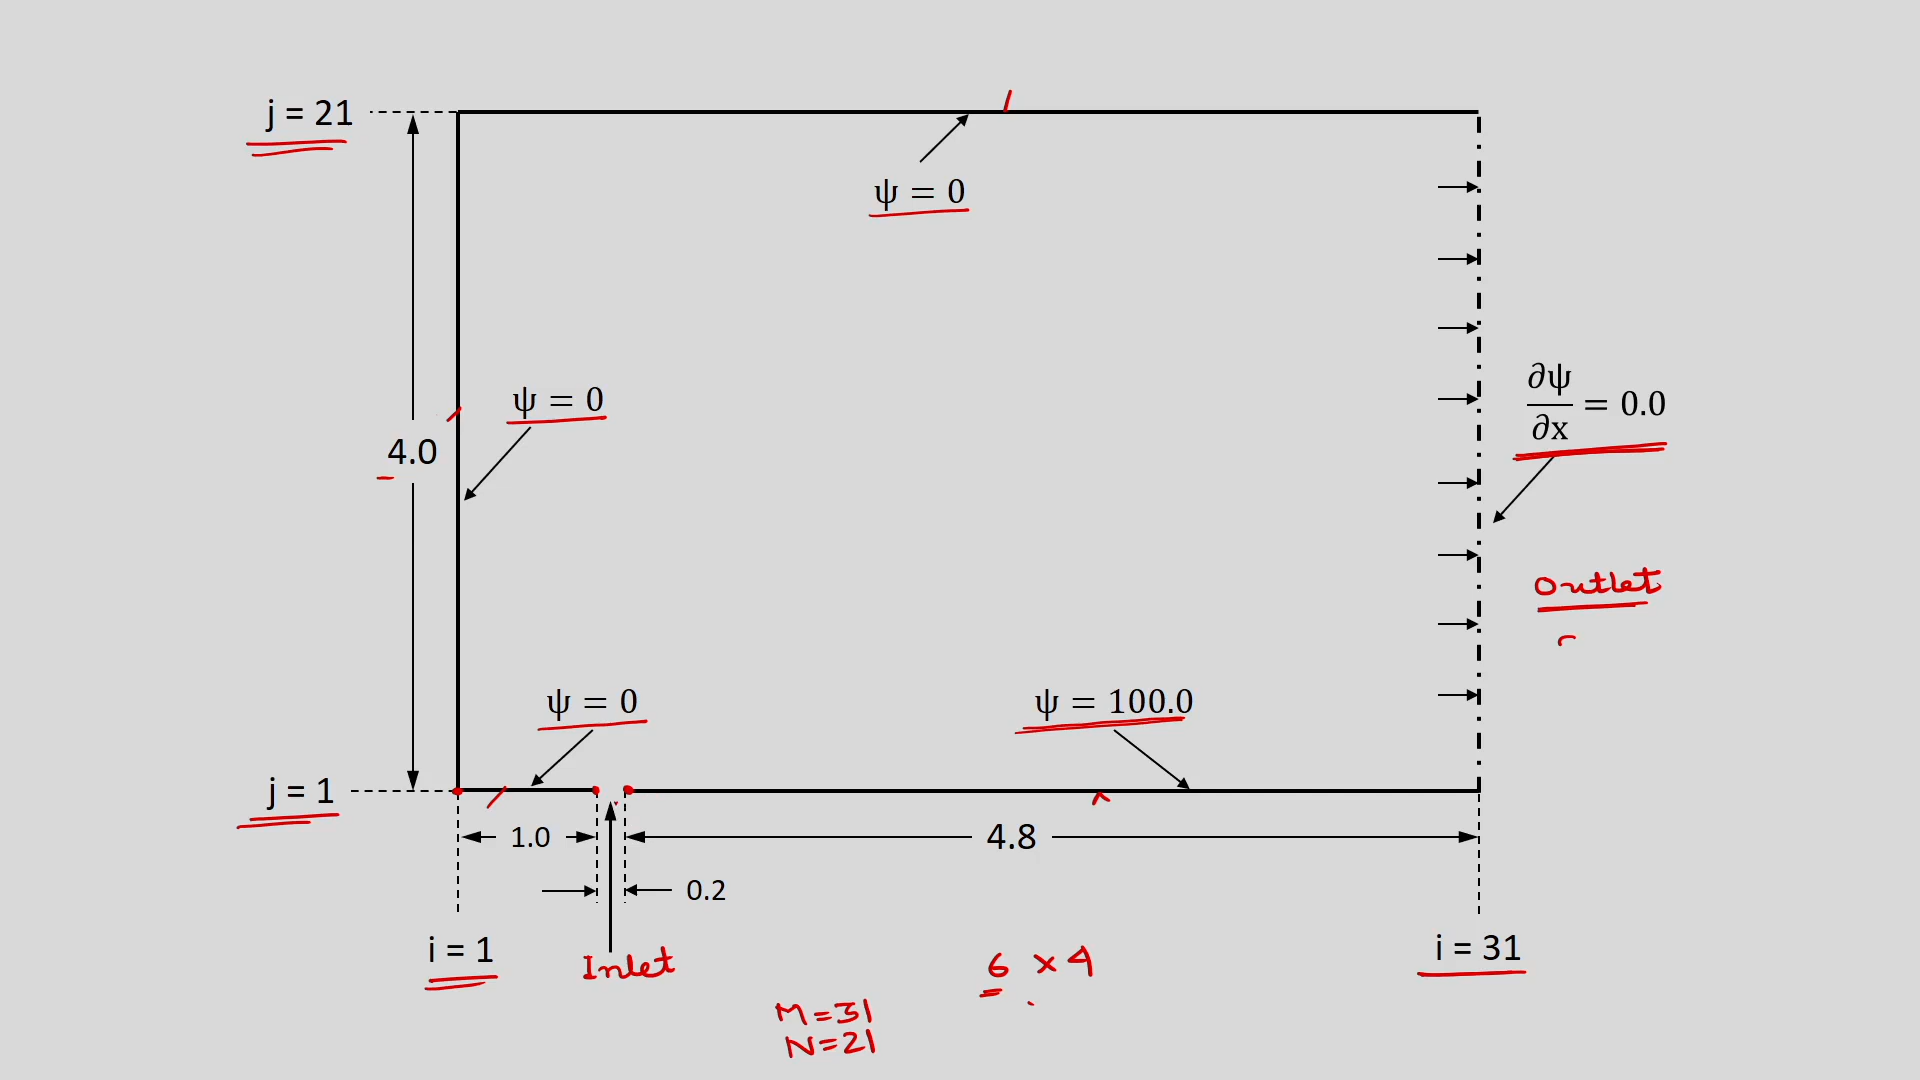 j = 21
ψ = 0
ψ = 0
∂ψ/∂x = 0.0
4.0
Outlet
ψ = 0
ψ = 100.0
j = 1
1.0
4.8
0.2
i = 1
Inlet
6 × 4
i = 31
M = 31
N = 21